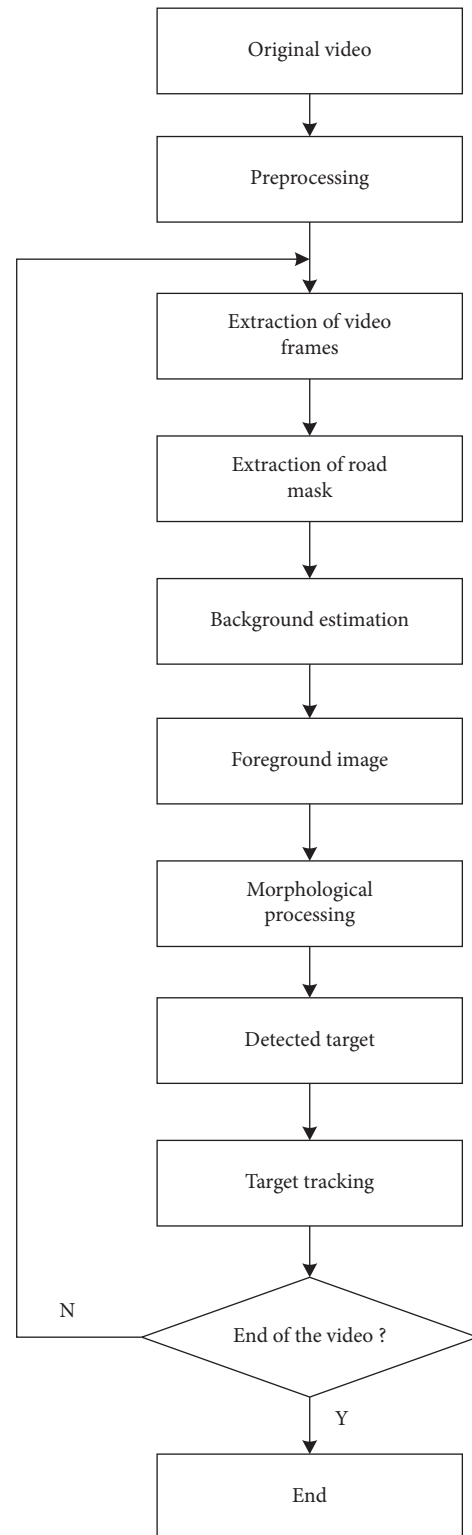 Original video
Preprocessing
Extraction of video
frames
Extraction of road
mask
Background estimation
Foreground image
Morphological
processing
Detected target
Target tracking
N
End of the video ?
Y
End